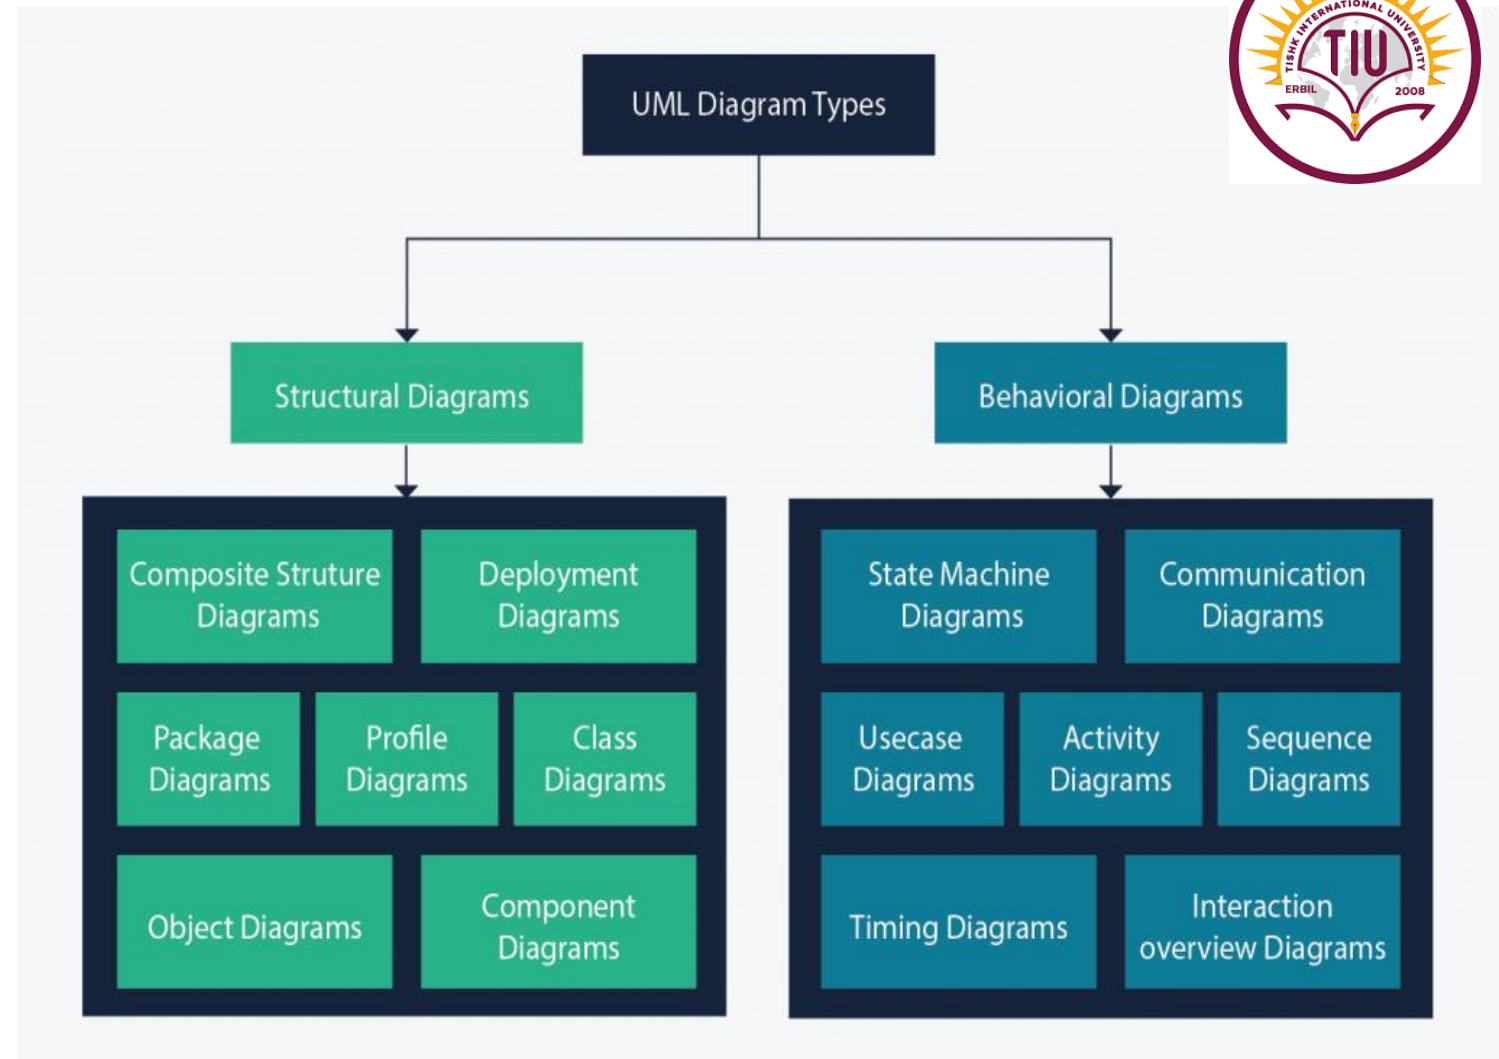 TISHK INTERNATIONAL UNIVERSITY
TIU
ERBIL
2008
UML Diagram Types
Structural Diagrams
Behavioral Diagrams
Composite Struture
Diagrams
Deployment
Diagrams
Package
Diagrams
Profile
Diagrams
Class
Diagrams
Object Diagrams
Component
Diagrams
State Machine
Diagrams
Communication
Diagrams
Usecase
Diagrams
Activity
Diagrams
Sequence
Diagrams
Timing Diagrams
Interaction
overview Diagrams